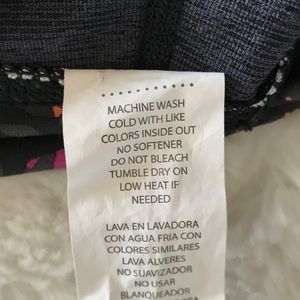 MACHINE WASH
COLD WITH LIKE
COLORS INSIDE OUT
NO SOFTENER
DO NOT BLEACH
TUMBLE DRY ON
LOW HEAT IF
NEEDED
LAVA EN LAVADORA
CON AGUA FRIA CON
COLORES SIMILARES
LAVA ALVERES
NO SUAVIZADOR
NO USAR
BLANQUEADOR